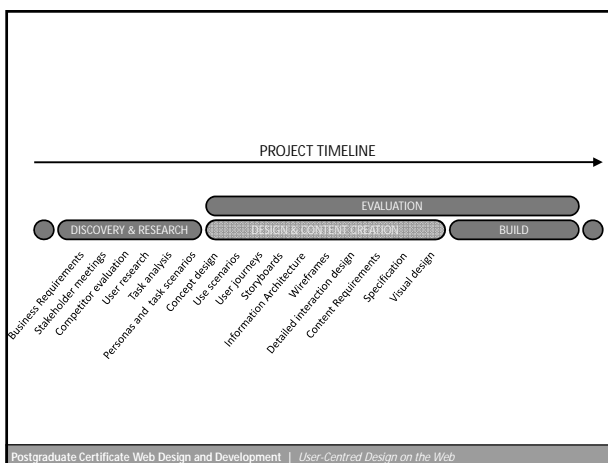 PROJECT TIMELINE
EVALUATION
DISCOVERY & RESEARCH
DESIGN & CONTENT CREATION
BUILD
Business Requirements
Stakeholder meetings
Competitor evaluation
User research
Task analysis
Personas and task scenarios
Concept design
Use scenarios
User journeys
Storyboards
Information Architecture
Wireframes
Detailed interaction design
Content Requirements
Specification
Visual design
Postgraduate Certificate Web Design and Development | User-Centred Design on the Web